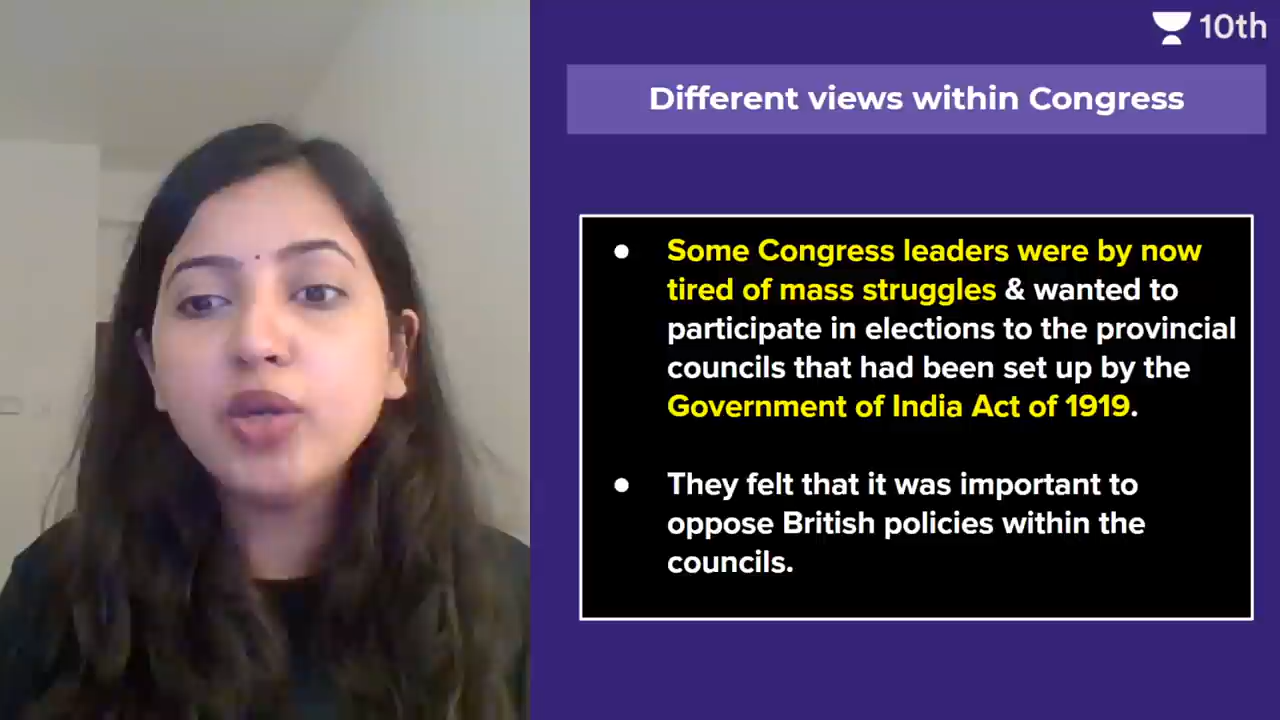 10th
Different views within Congress
● Some Congress leaders were by now
tired of mass struggles & wanted to
participate in elections to the provincial
councils that had been set up by the
Government of India Act of 1919.
● They felt that it was important to
oppose British policies within the
councils.